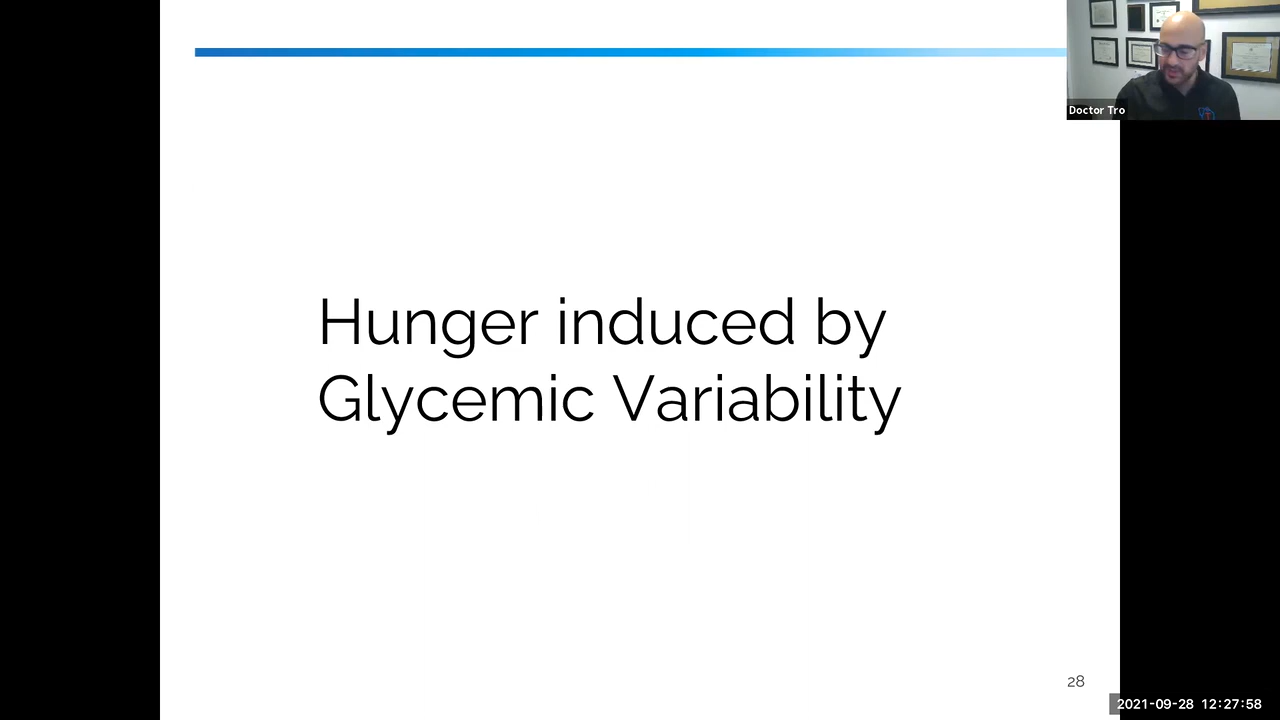 Doctor Tro
Hunger induced by
Glycemic Variability
28
2021-09-28 12:27:58